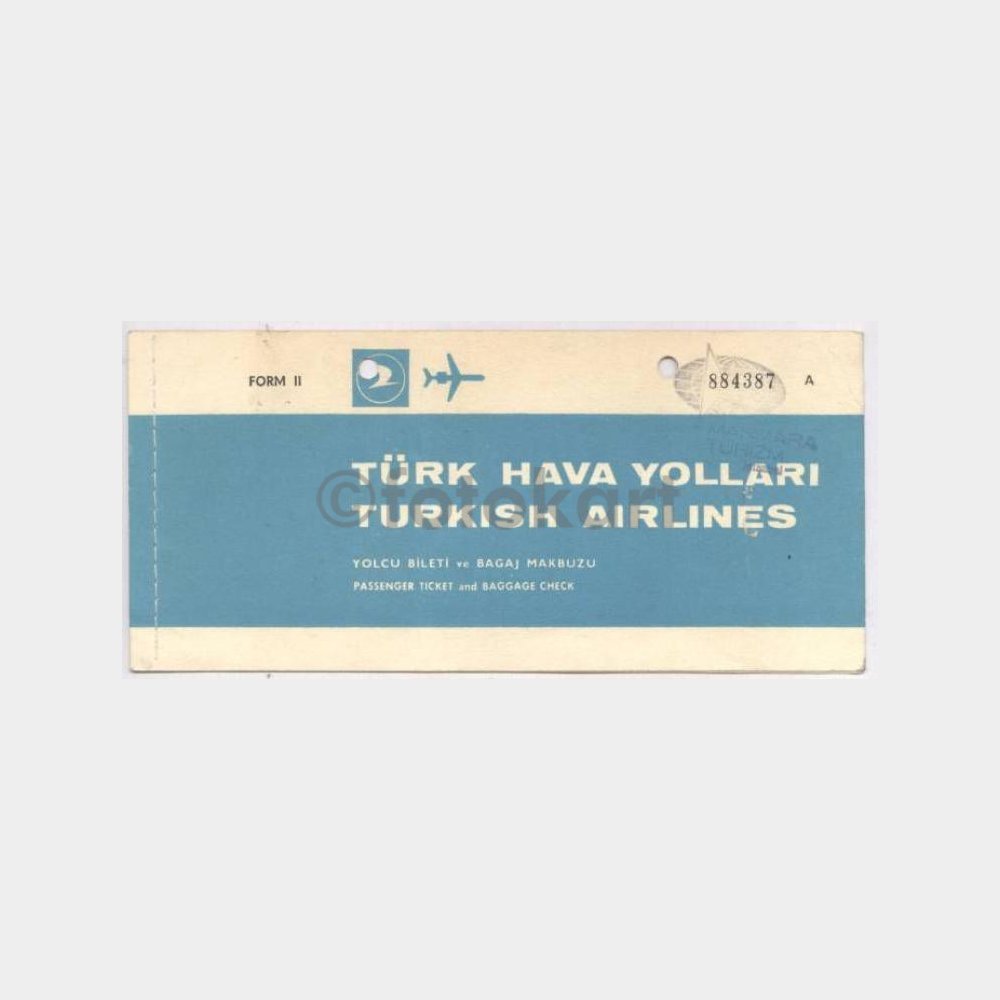 FORM II
884387 A
TÜRK HAVA YOLLARI
TURKISH AIRLINES
©fotokart
YOLCU BİLETİ ve BAGAJ MAKBUZU
PASSENGER TICKET and BAGGAGE CHECK